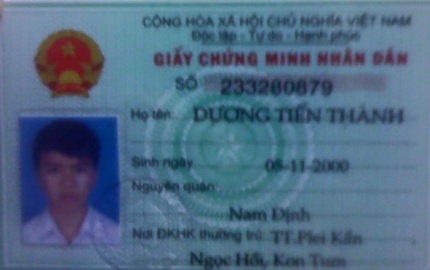 CỘNG HÒA XÃ HỘI CHỦ NGHĨA VIỆT NAM
Độc lập - Tự do - Hạnh phúc
GIẤY CHỨNG MINH NHÂN DÂN
SỐ 233280879
Họ tên: DƯƠNG TIẾN THÀNH
Sinh ngày 05-11-2000
Nguyên quán:
Nam Định
Nơi ĐKHK thường trú: TT.Plei Kần
Ngọc Hồi, Kon Tum